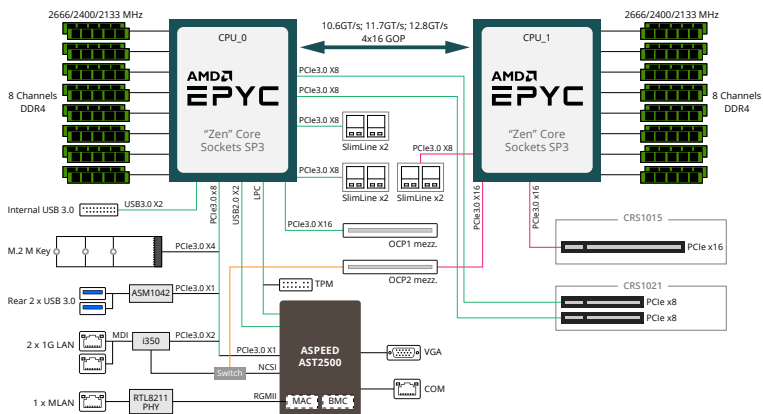 2666/2400/2133 MHz
10.6GT/s; 11.7GT/s; 12.8GT/s
4x16 GOP
2666/2400/2133 MHz
CPU_0
CPU_1
PCIe3.0 X8
AMD
EPYC
AMD
EPYC
PCIe3.0 X8
8 Channels
DDR4
8 Channels
DDR4
PCIe3.0 X8
"Zen" Core
Sockets SP3
"Zen" Core
Sockets SP3
SlimLine x2
PCIe3.0 X8
PCIe3.0 X8
SlimLine x2
SlimLine x2
USB3.0 X2
PCIe3.0 x8
USB2.0 X2
LPC
PCIe3.0 X16
PCIe3.0 x16
Internal USB 3.0
PCIe3.0 X16
OCP1 mezz.
CRS1015
PCIe x16
M.2 M Key
PCIe3.0 X4
OCP2 mezz.
TPM
CRS1021
PCIe x8
PCIe x8
Rear 2 x USB 3.0
ASM1042
PCIe3.0 X1
2 x 1G LAN
MDI
i350
PCIe3.0 X2
PCIe3.0 X1
ASPEED
AST2500
VGA
Switch
NCSI
COM
1 x MLAN
RTL8211
PHY
RGMII
MAC
BMC